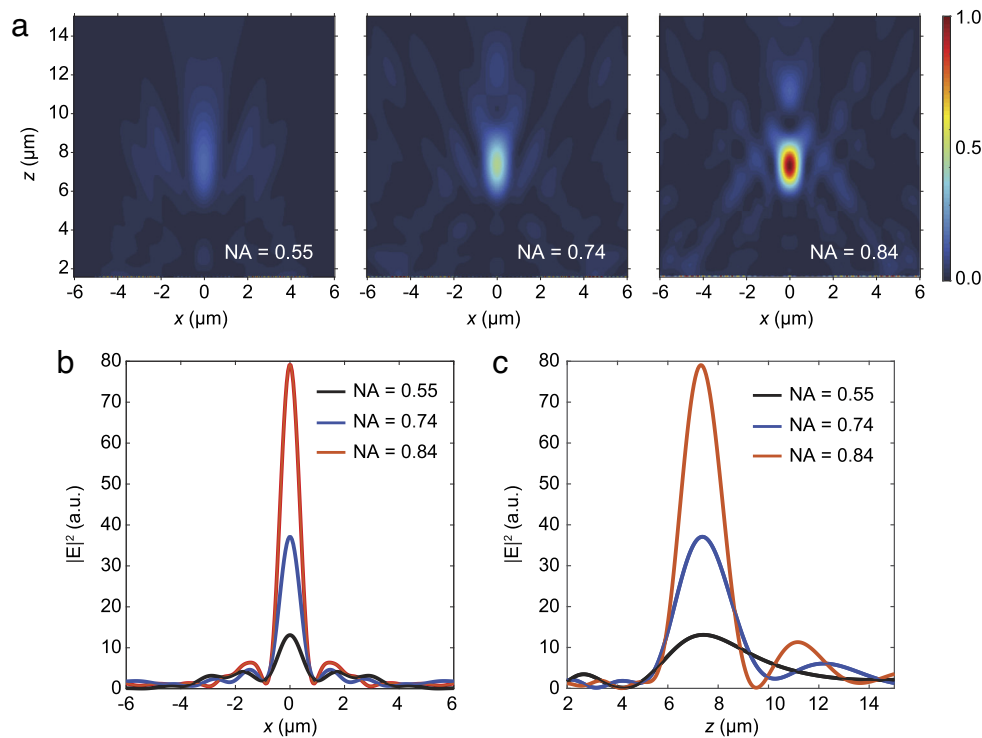 a
14
12
10
8
6
4
2
z (μm)
-6 -4 -2 0 2 4 6
x (μm)
NA = 0.55
-6 -4 -2 0 2 4 6
x (μm)
NA = 0.74
-6 -4 -2 0 2 4 6
x (μm)
NA = 0.84
1.0
0.5
0.0
b
80
70
60
50
40
30
20
10
0
|E|² (a.u.)
NA = 0.55
NA = 0.74
NA = 0.84
-6 -4 -2 0 2 4 6
x (μm)
c
80
70
60
50
40
30
20
10
0
|E|² (a.u.)
NA = 0.55
NA = 0.74
NA = 0.84
2 4 6 8 10 12 14
z (μm)